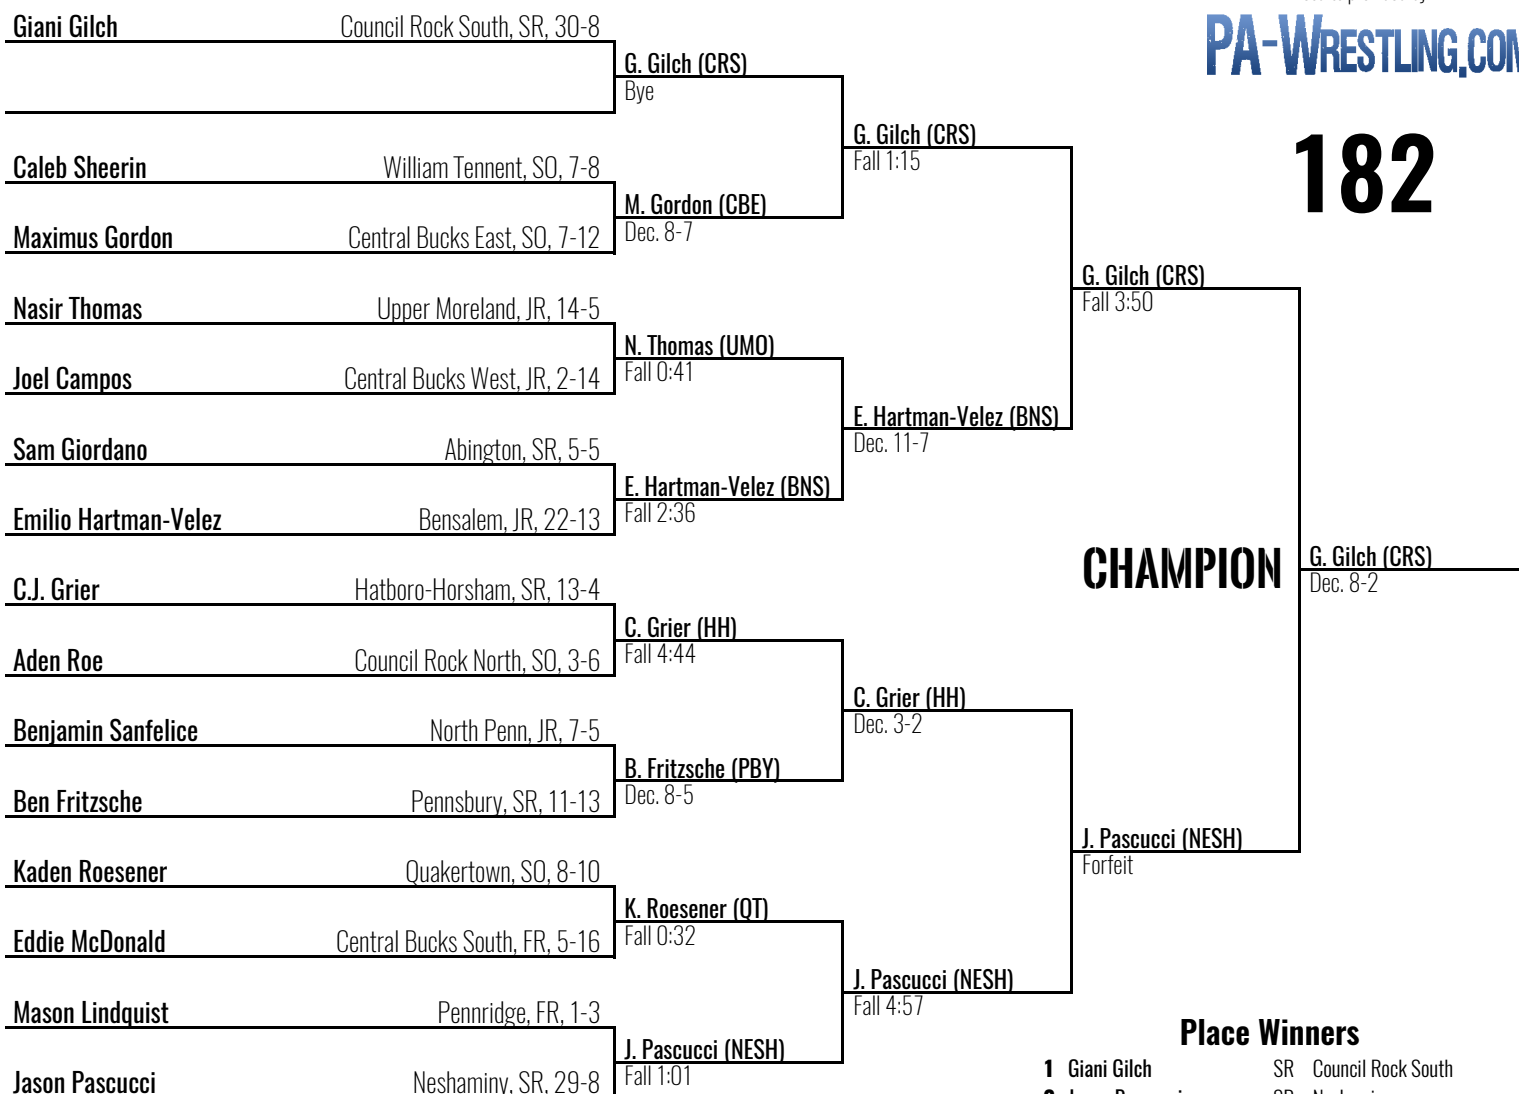 PA-WRESTLING.COM
182
Giani Gilch Council Rock South, SR, 30-8
G. Gilch (CRS)
Bye
Caleb Sheerin William Tennent, SO, 7-8
Maximus Gordon Central Bucks East, SO, 7-12
M. Gordon (CBE)
Dec. 8-7
G. Gilch (CRS)
Fall 1:15
Nasir Thomas Upper Moreland, JR, 14-5
Joel Campos Central Bucks West, JR, 2-14
N. Thomas (UMO)
Fall 0:41
Sam Giordano Abington, SR, 5-5
Emilio Hartman-Velez Bensalem, JR, 22-13
E. Hartman-Velez (BNS)
Fall 2:36
E. Hartman-Velez (BNS)
Dec. 11-7
G. Gilch (CRS)
Fall 3:50
C.J. Grier Hatboro-Horsham, SR, 13-4
Aden Roe Council Rock North, SO, 3-6
C. Grier (HH)
Fall 4:44
Benjamin Sanfelice North Penn, JR, 7-5
Ben Fritzsche Pennsbury, SR, 11-13
B. Fritzsche (PBY)
Dec. 8-5
C. Grier (HH)
Dec. 3-2
Kaden Roesener Quakertown, SO, 8-10
Eddie McDonald Central Bucks South, FR, 5-16
K. Roesener (QT)
Fall 0:32
Mason Lindquist Pennridge, FR, 1-3
Jason Pascucci Neshaminy, SR, 29-8
J. Pascucci (NESH)
Fall 1:01
J. Pascucci (NESH)
Fall 4:57
J. Pascucci (NESH)
Forfeit
CHAMPION
G. Gilch (CRS)
Dec. 8-2
Place Winners
1 Giani Gilch SR Council Rock South